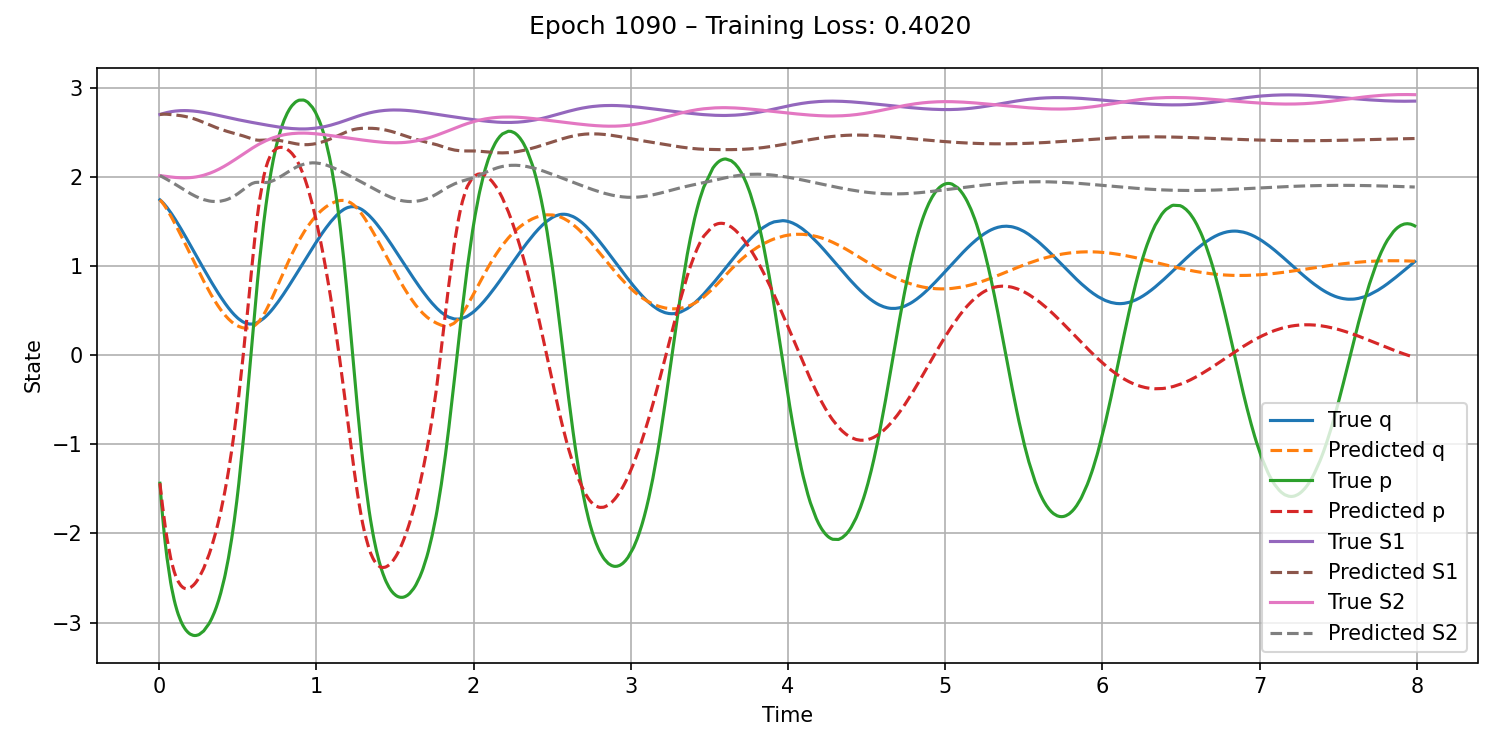 Epoch 1090 – Training Loss: 0.4020
State
3
2
1
0
−1
−2
−3
0 1 2 3 4 5 6 7 8
Time
True q
Predicted q
True p
Predicted p
True S1
Predicted S1
True S2
Predicted S2